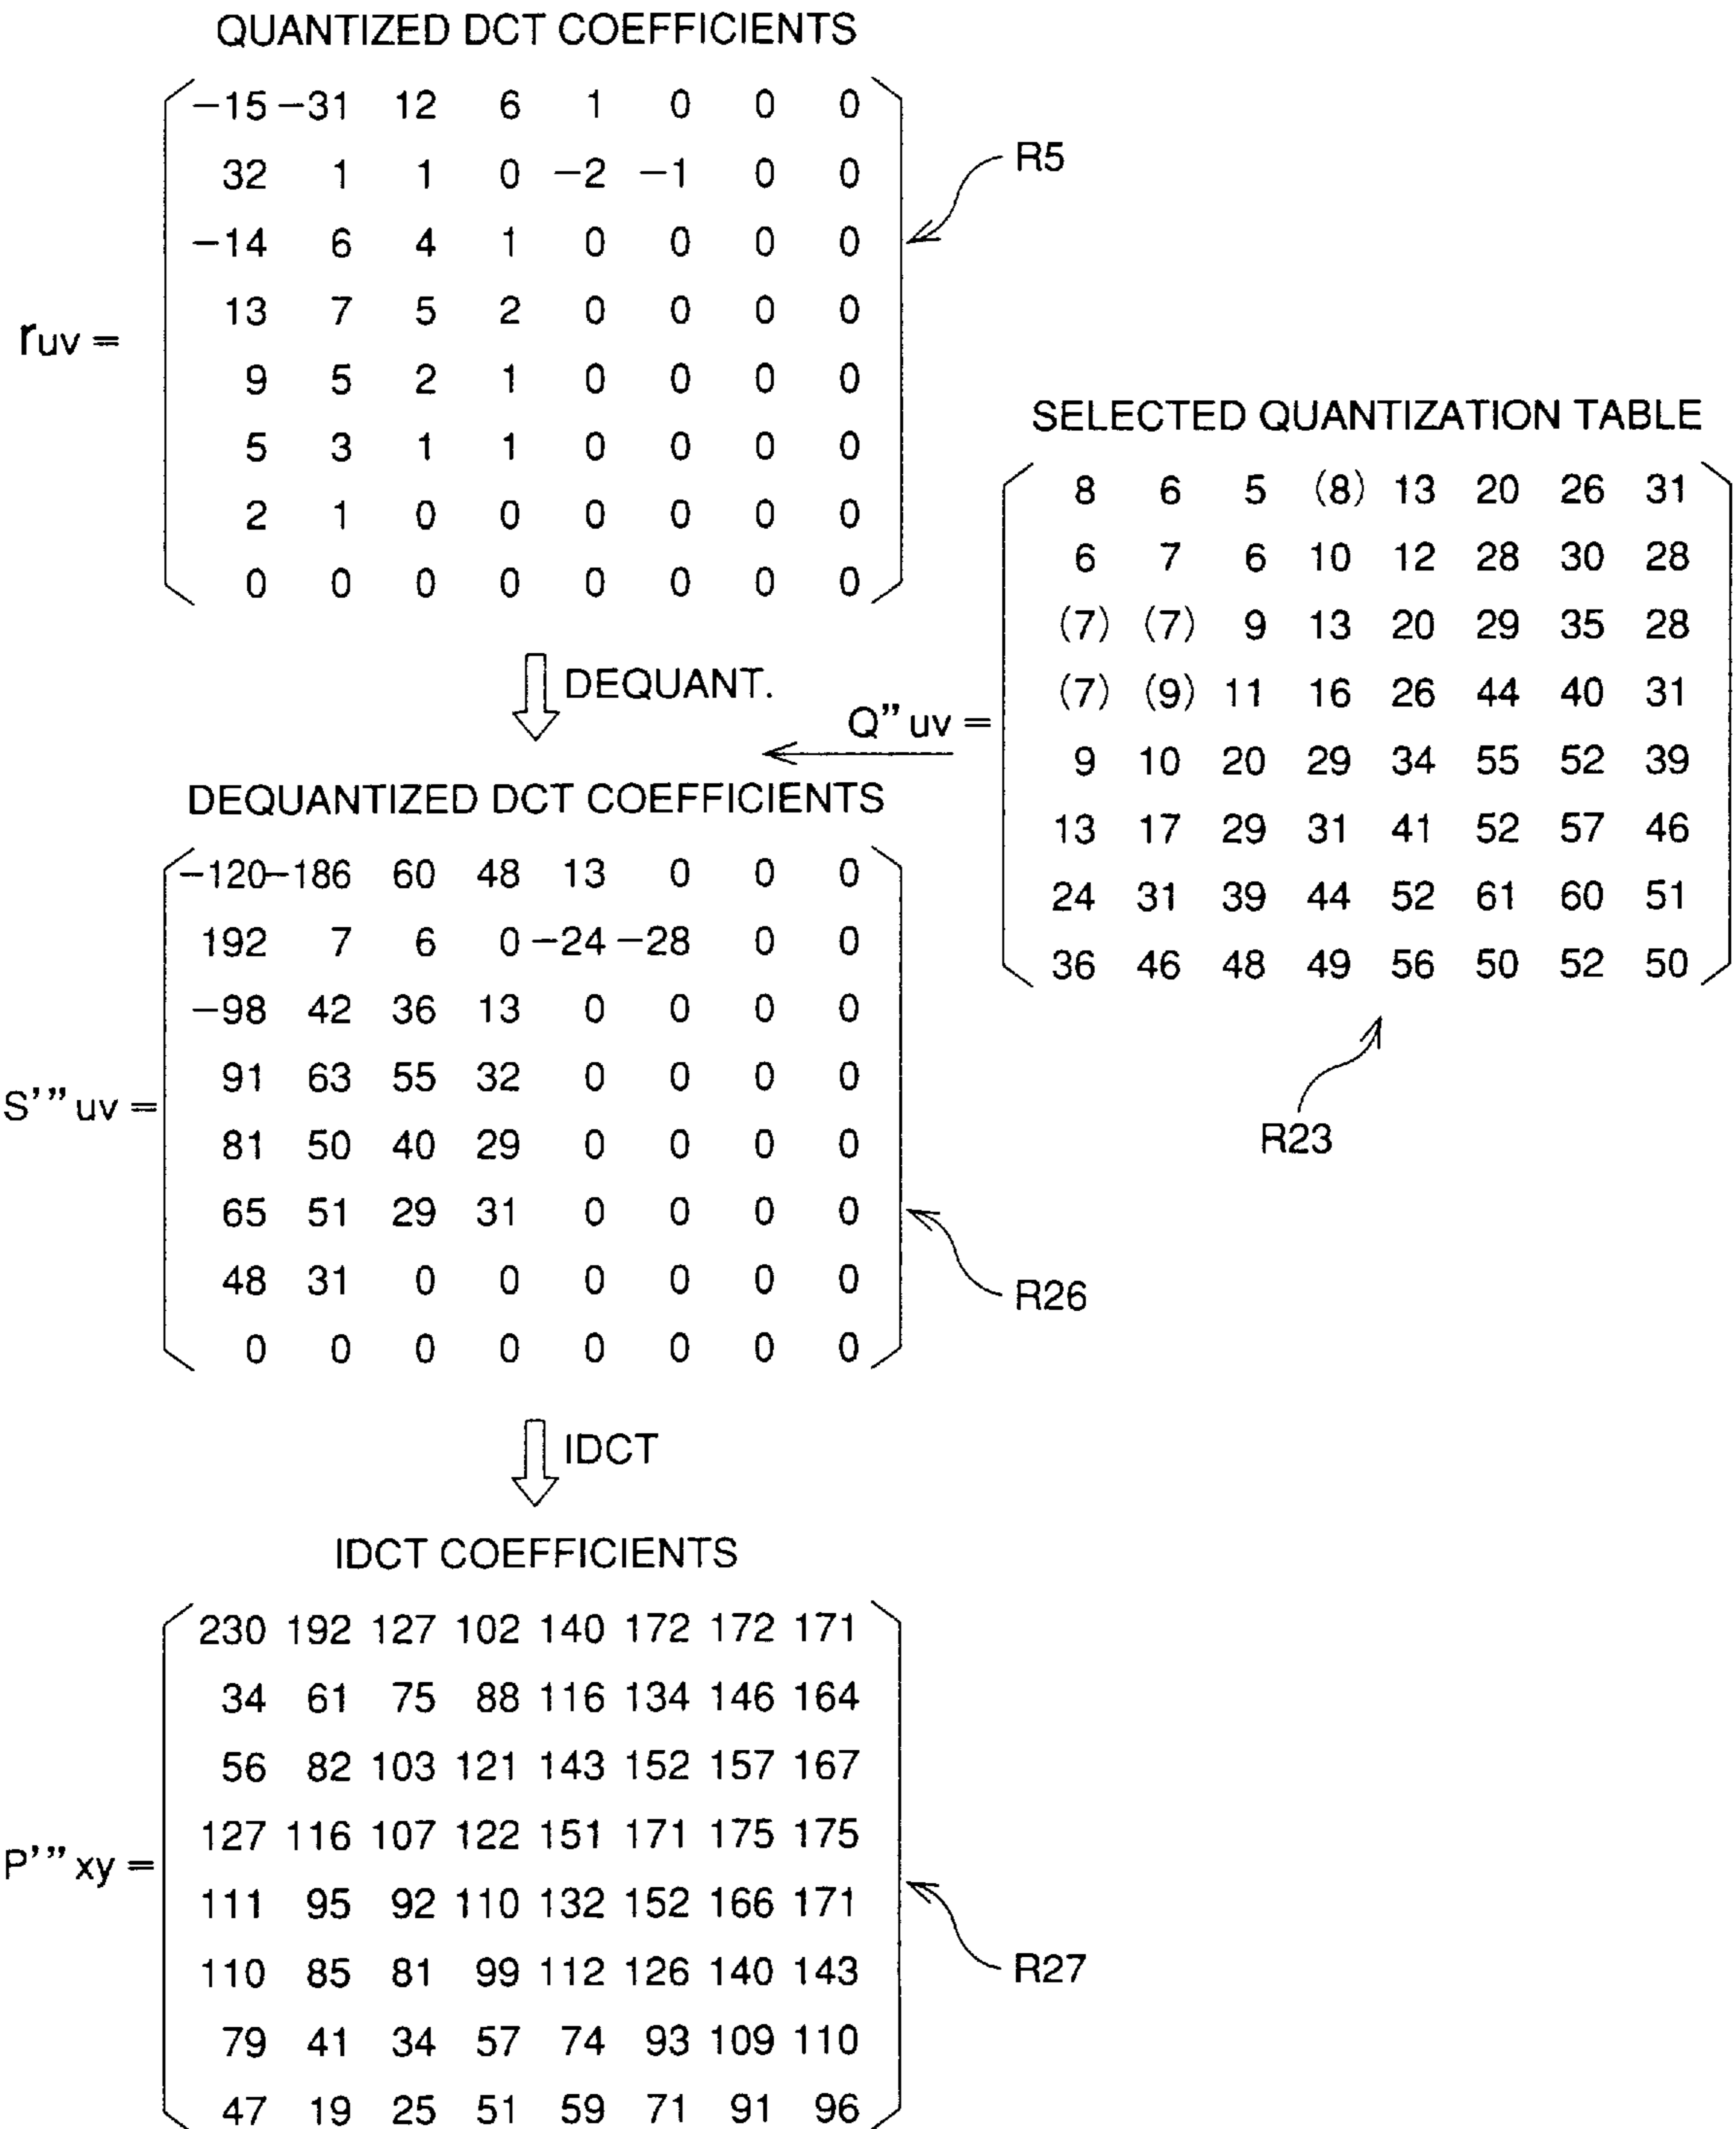 QUANTIZED DCT COEFFICIENTS
−15 −31 12 6 1 0 0 0
32 1 1 0 −2 −1 0 0
−14 6 4 1 0 0 0 0
13 7 5 2 0 0 0 0
9 5 2 1 0 0 0 0
5 3 1 1 0 0 0 0
2 1 0 0 0 0 0 0
0 0 0 0 0 0 0 0
ruv =
R5
DEQUANT.
SELECTED QUANTIZATION TABLE
8 6 5 (8) 13 20 26 31
6 7 6 10 12 28 30 28
(7) (7) 9 13 20 29 35 28
(7) (9) 11 16 26 44 40 31
9 10 20 29 34 55 52 39
13 17 29 31 41 52 57 46
24 31 39 44 52 61 60 51
36 46 48 49 56 50 52 50
Q” uv =
R23
DEQUANTIZED DCT COEFFICIENTS
−120 −186 60 48 13 0 0 0
192 7 6 0 −24 −28 0 0
−98 42 36 13 0 0 0 0
91 63 55 32 0 0 0 0
81 50 40 29 0 0 0 0
65 51 29 31 0 0 0 0
48 31 0 0 0 0 0 0
0 0 0 0 0 0 0 0
S’” uv =
R26
IDCT
IDCT COEFFICIENTS
230 192 127 102 140 172 172 171
34 61 75 88 116 134 146 164
56 82 103 121 143 152 157 167
127 116 107 122 151 171 175 175
111 95 92 110 132 152 166 171
110 85 81 99 112 126 140 143
79 41 34 57 74 93 109 110
47 19 25 51 59 71 91 96
P’” xy =
R27